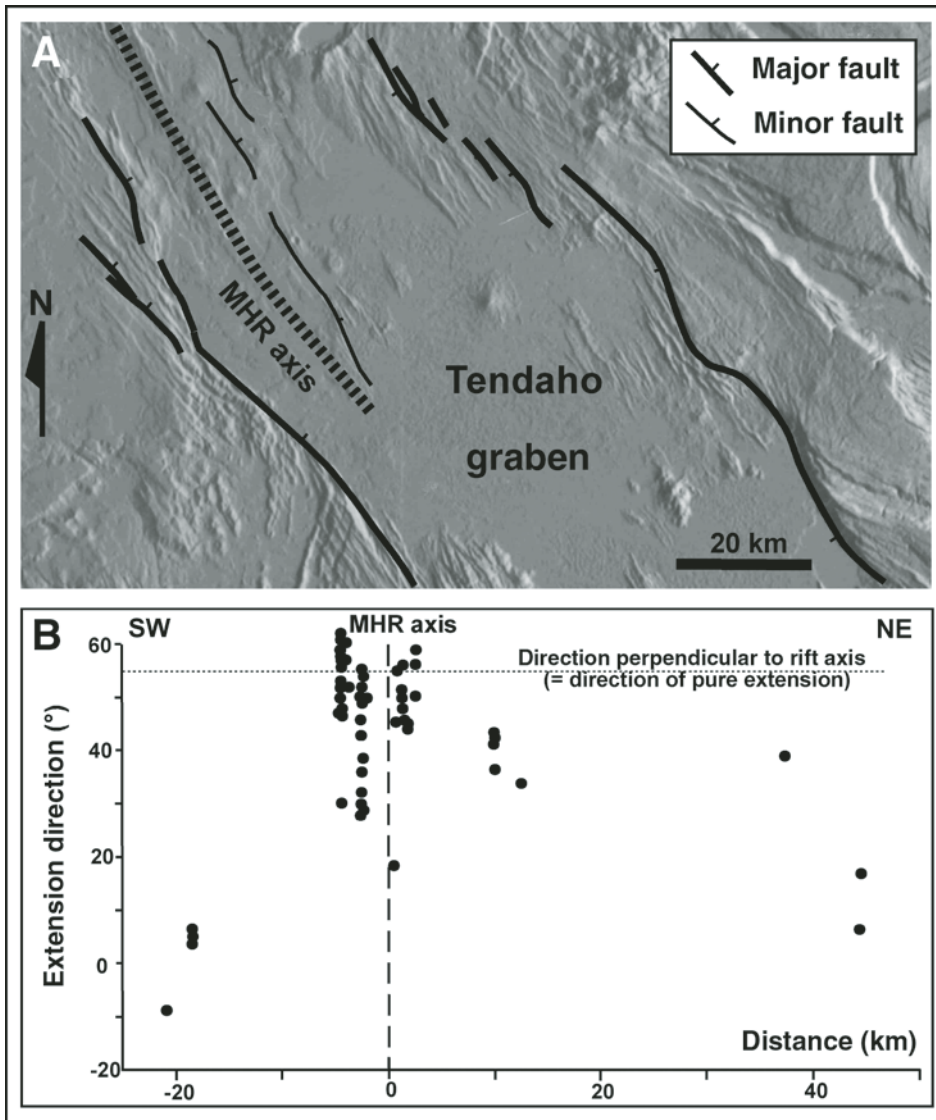 A
Major fault
Minor fault
N
MHR axis
Tendaho
graben
20 km
B
SW
MHR axis
NE
Direction perpendicular to rift axis
(= direction of pure extension)
Extension direction (°)
60
40
20
0
-20
Distance (km)
-20
0
20
40